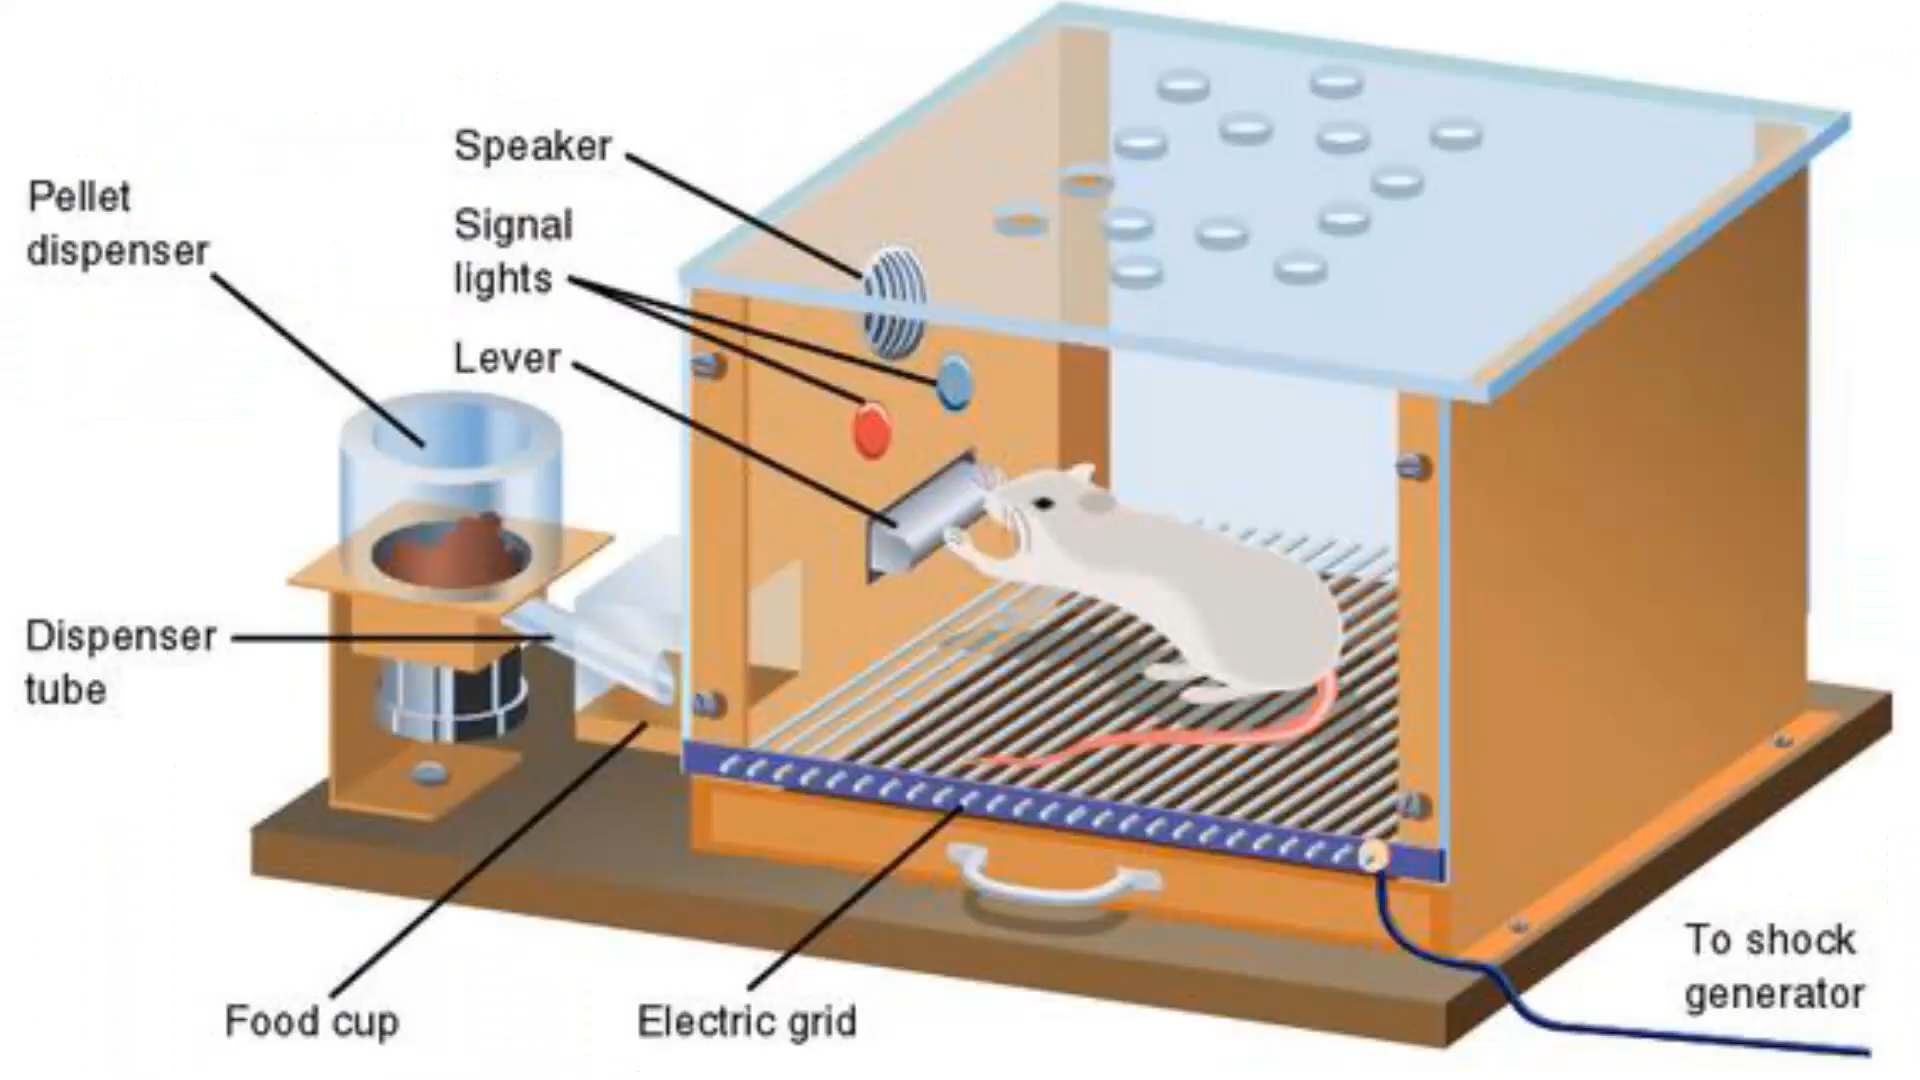 Speaker
Pellet
dispenser
Signal
lights
Lever
Dispenser
tube
Food cup
Electric grid
To shock
generator